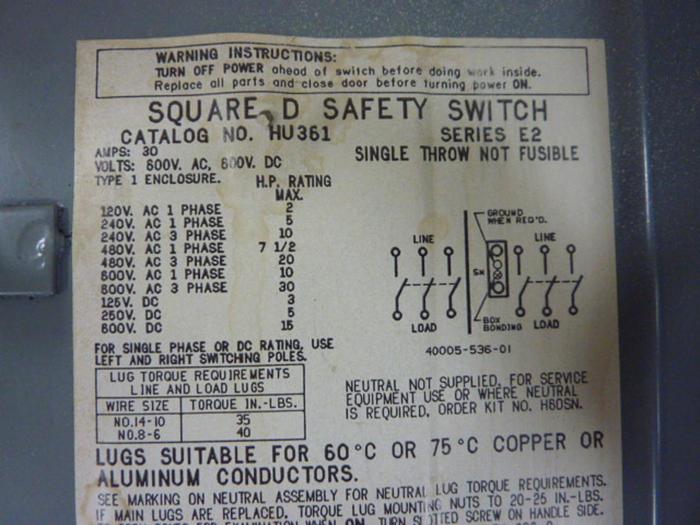 WARNING INSTRUCTIONS:
TURN OFF POWER ahead of switch before doing work inside.
Replace all parts and close door before turning power ON.
SQUARE D SAFETY SWITCH
CATALOG NO. HU361 SERIES E2
AMPS: 30 SINGLE THROW NOT FUSIBLE
VOLTS: 600V. AC, 600V. DC
TYPE 1 ENCLOSURE. H.P. RATING
MAX.
120V. AC 1 PHASE 2
240V. AC 1 PHASE 5
240V. AC 3 PHASE 10
480V. AC 1 PHASE 7 1/2
480V. AC 3 PHASE 20
600V. AC 1 PHASE 10
600V. AC 3 PHASE 30
125V. DC 3
250V. DC 5
600V. DC 15
FOR SINGLE PHASE OR DC RATING, USE
LEFT AND RIGHT SWITCHING POLES.
GROUND
WHEN REQ'D.
LINE LINE
SN
LOAD BOX
BONDING LOAD
40005-536-01
LUG TORQUE REQUIREMENTS
LINE AND LOAD LUGS
WIRE SIZE TORQUE IN.-LBS.
NO.14-10 35
NO.8-6 40
NEUTRAL NOT SUPPLIED. FOR SERVICE
EQUIPMENT USE OR WHERE NEUTRAL
IS REQUIRED, ORDER KIT NO. H60SN.
LUGS SUITABLE FOR 60°C OR 75°C COPPER OR
ALUMINUM CONDUCTORS.
SEE MARKING ON NEUTRAL ASSEMBLY FOR NEUTRAL LUG TORQUE REQUIREMENTS.
IF MAIN LUGS ARE REPLACED, TORQUE LUG MOUNTING NUTS TO 20-25 IN.-LBS.
WHEN ON, TURN SLOTTED SCREW ON HANDLE SIDE.